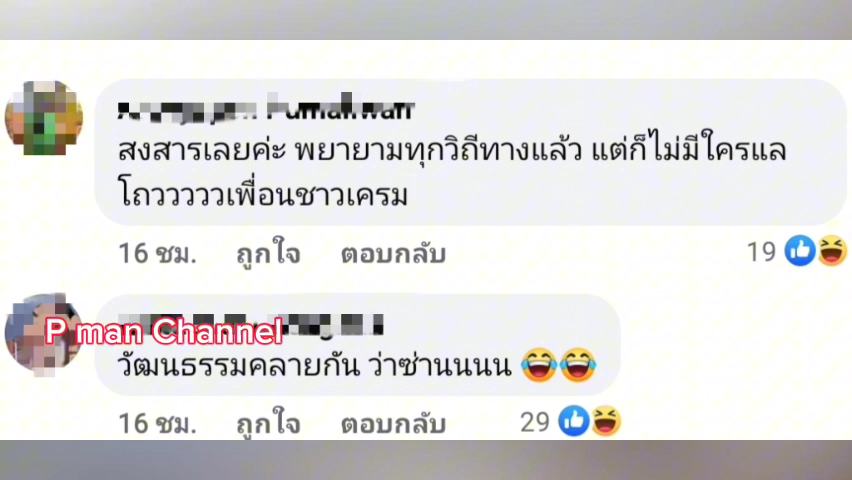 สงสารเลยค่ะ พยายามทุกวิถีทางแล้ว แต่ก็ไม่มีใครแล
โถวววววเพื่อนชาวเครม
16 ชม. ถูกใจ ตอบกลับ 19
P man Channel
วัฒนธรรมคลายกัน ว่าซ่านนนน 😂😂
16 ชม. ถูกใจ ตอบกลับ 29